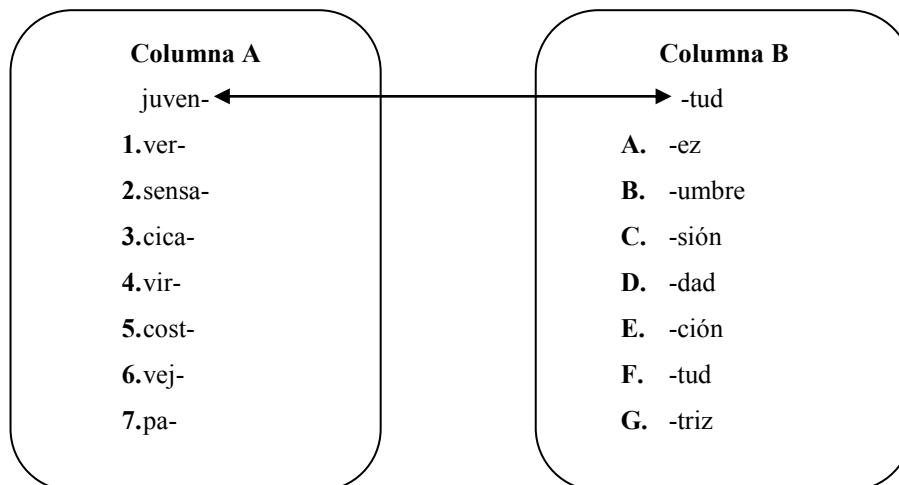 Columna A
juven-
1.ver-
2.sensa-
3.cica-
4.vir-
5.cost-
6.vej-
7.pa-
Columna B
-tud
A. -ez
B. -umbre
C. -sión
D. -dad
E. -ción
F. -tud
G. -triz